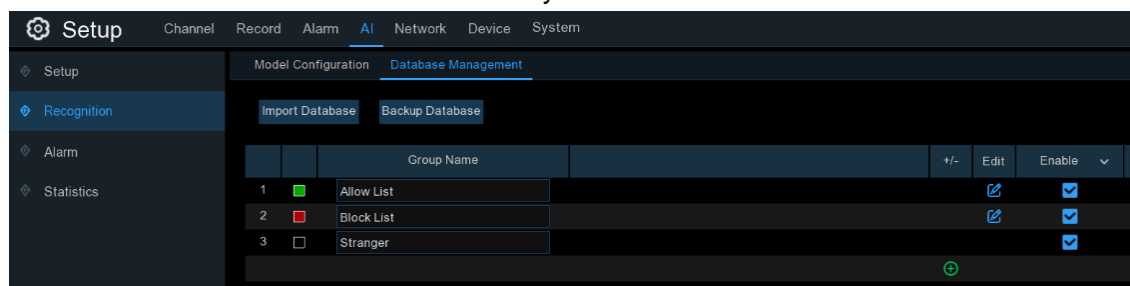 Setup Channel Record Alarm AI Network Device System
Setup
Model Configuration Database Management
Recognition
Import Database Backup Database
Alarm
Group Name +/- Edit Enable
Statistics
1 Allow List
2 Block List
3 Stranger